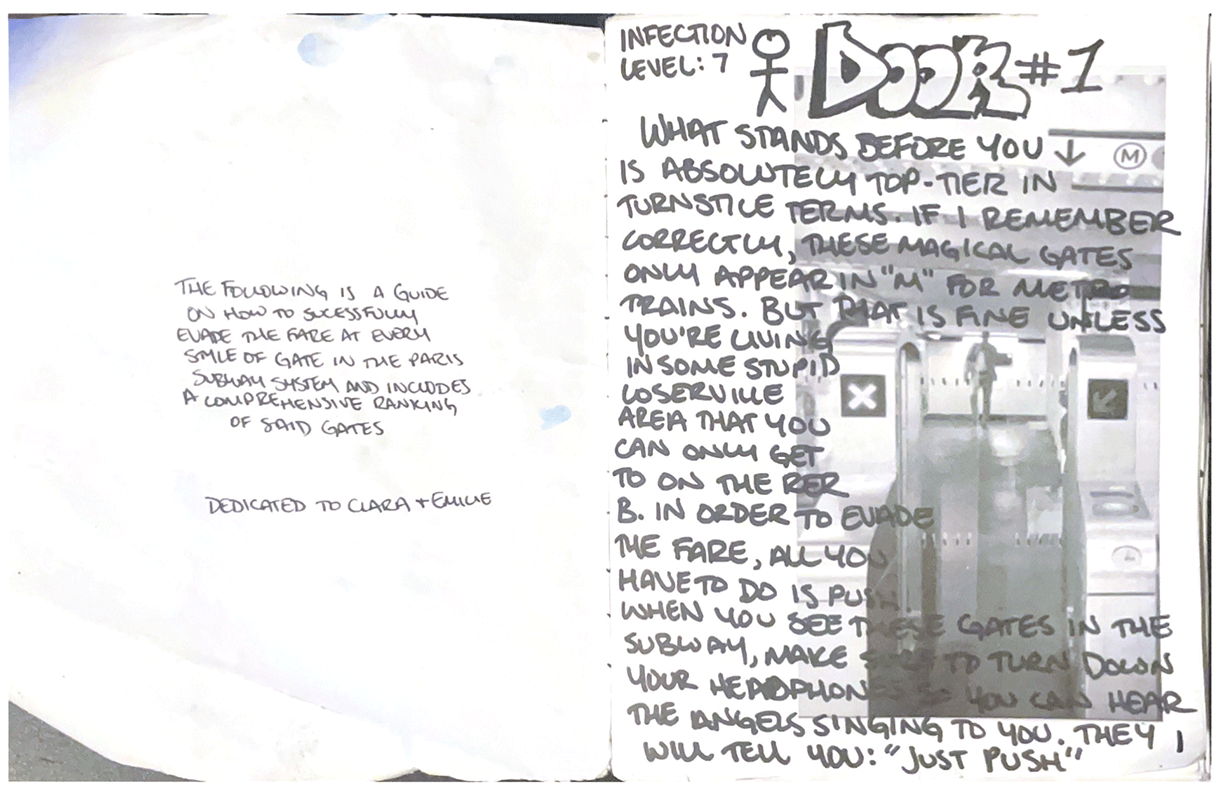 THE FOLLOWING IS A GUIDE
ON HOW TO SUCESSFULLY
EVADE THE FARE AT EVERY
STYLE OF GATE IN THE PARIS
SUBWAY SYSTEM AND INCLUDES
A COMPREHENSIVE RANKING
OF SAID GATES
DEDICATED TO CLARA + EMILIE
INFECTION
LEVEL: 7
DOOR #1
WHAT STANDS BEFORE YOU
IS ABSOLUTELY TOP-TIER IN
TURNSTILE TERMS. IF I REMEMBER
CORRECTLY, THESE MAGICAL GATES
ONLY APPEAR IN "M" FOR METRO
TRAINS. BUT THAT IS FINE UNLESS
YOU'RE LIVING
IN SOME STUPID
LOSERVILLE
AREA THAT YOU
CAN ONLY GET
TO ON THE RER
B. IN ORDER TO EVADE
THE FARE, ALL YOU
HAVE TO DO IS PUSH.
WHEN YOU SEE THESE GATES IN THE
SUBWAY, MAKE SURE TO TURN DOWN
YOUR HEADPHONES SO YOU CAN HEAR
THE ANGELS SINGING TO YOU. THEY
WILL TELL YOU: "JUST PUSH"
1
M